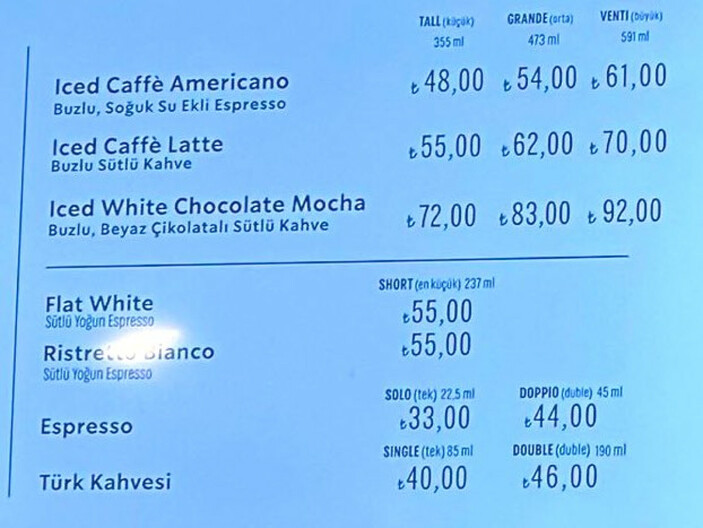 TALL (küçük) GRANDE (orta) VENTI (büyük)
355 ml 473 ml 591 ml
Iced Caffè Americano ₺48,00 ₺54,00 ₺61,00
Buzlu, Soğuk Su Ekli Espresso
Iced Caffè Latte ₺55,00 ₺62,00 ₺70,00
Buzlu Sütlü Kahve
Iced White Chocolate Mocha ₺72,00 ₺83,00 ₺92,00
Buzlu, Beyaz Çikolatalı Sütlü Kahve
SHORT (en küçük) 237 ml
Flat White ₺55,00
Sütlü Yoğun Espresso
Ristretto Bianco ₺55,00
Sütlü Yoğun Espresso
SOLO (tek) 22.5 ml DOPPIO (duble) 45 ml
Espresso ₺33,00 ₺44,00
SINGLE (tek) 85 ml DOUBLE (duble) 190 ml
Türk Kahvesi ₺40,00 ₺46,00